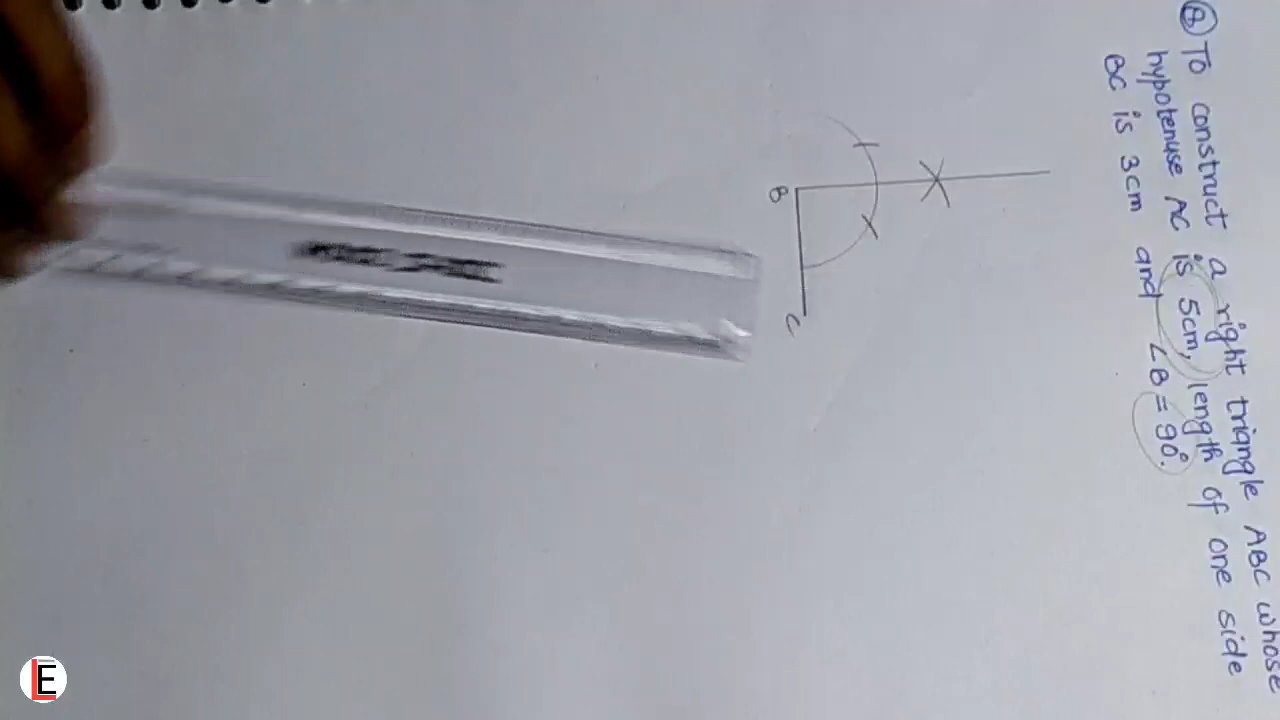 B To construct a right triangle ABC whose
hypotenuse AC is 5cm, length of one side
BC is 3cm and ∠B = 90°.
B
C
LE